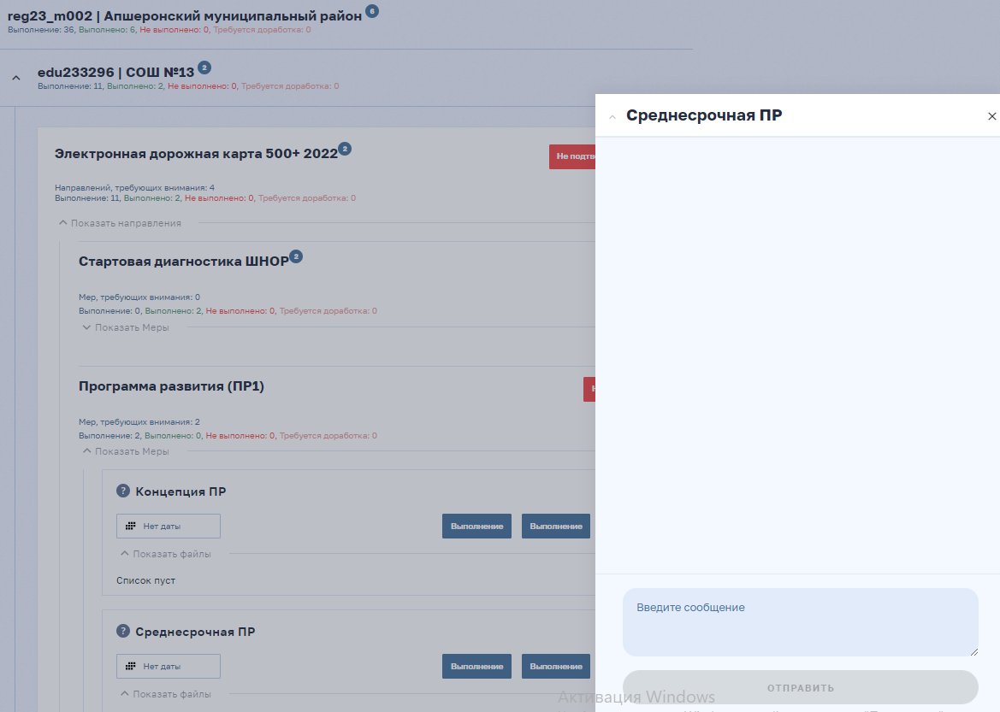 reg23_m002 | Апшеронский муниципальный район 6
Выполнение: 36, Выполнено: 6, Не выполнено: 0, Требуется доработка: 0
edu233296 | СОШ №13 2
Выполнение: 11, Выполнено: 2, Не выполнено: 0, Требуется доработка: 0
Среднесрочная ПР
Электронная дорожная карта 500+ 2022 2
Не подтв
Направлений, требующих внимания: 4
Выполнение: 11, Выполнено: 2, Не выполнено: 0, Требуется доработка: 0
Показать направления
Стартовая диагностика ШНОР 2
Мер, требующих внимания: 0
Выполнение: 0, Выполнено: 2, Не выполнено: 0, Требуется доработка: 0
Показать Меры
Программа развития (ПР1)
Мер, требующих внимания: 2
Выполнение: 2, Выполнено: 0, Не выполнено: 0, Требуется доработка: 0
Показать Меры
? Концепция ПР
Нет даты
Выполнение Выполнение
Показать файлы
Список пуст
Введите сообщение
? Среднесрочная ПР
Нет даты
Выполнение Выполнение
Показать файлы
ОТПРАВИТЬ
Активация Windows